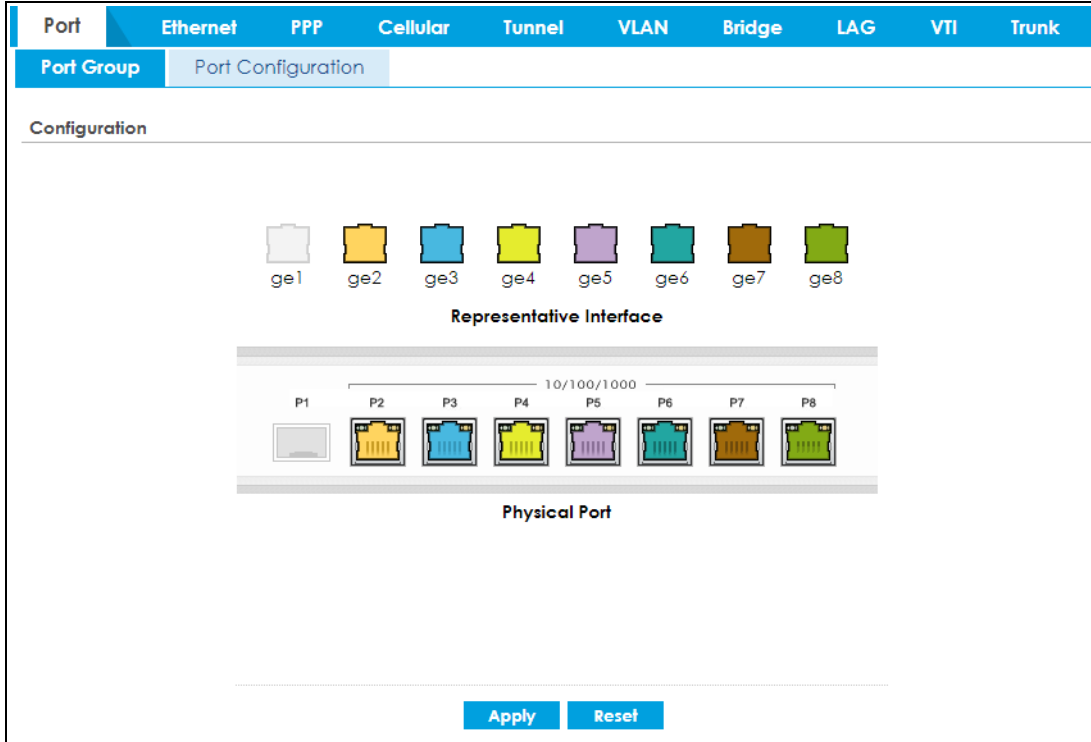 Port Ethernet PPP Cellular Tunnel VLAN Bridge LAG VTI Trunk
Port Group Port Configuration
Configuration
ge1 ge2 ge3 ge4 ge5 ge6 ge7 ge8
Representative Interface
10/100/1000
P1 P2 P3 P4 P5 P6 P7 P8
Physical Port
Apply Reset